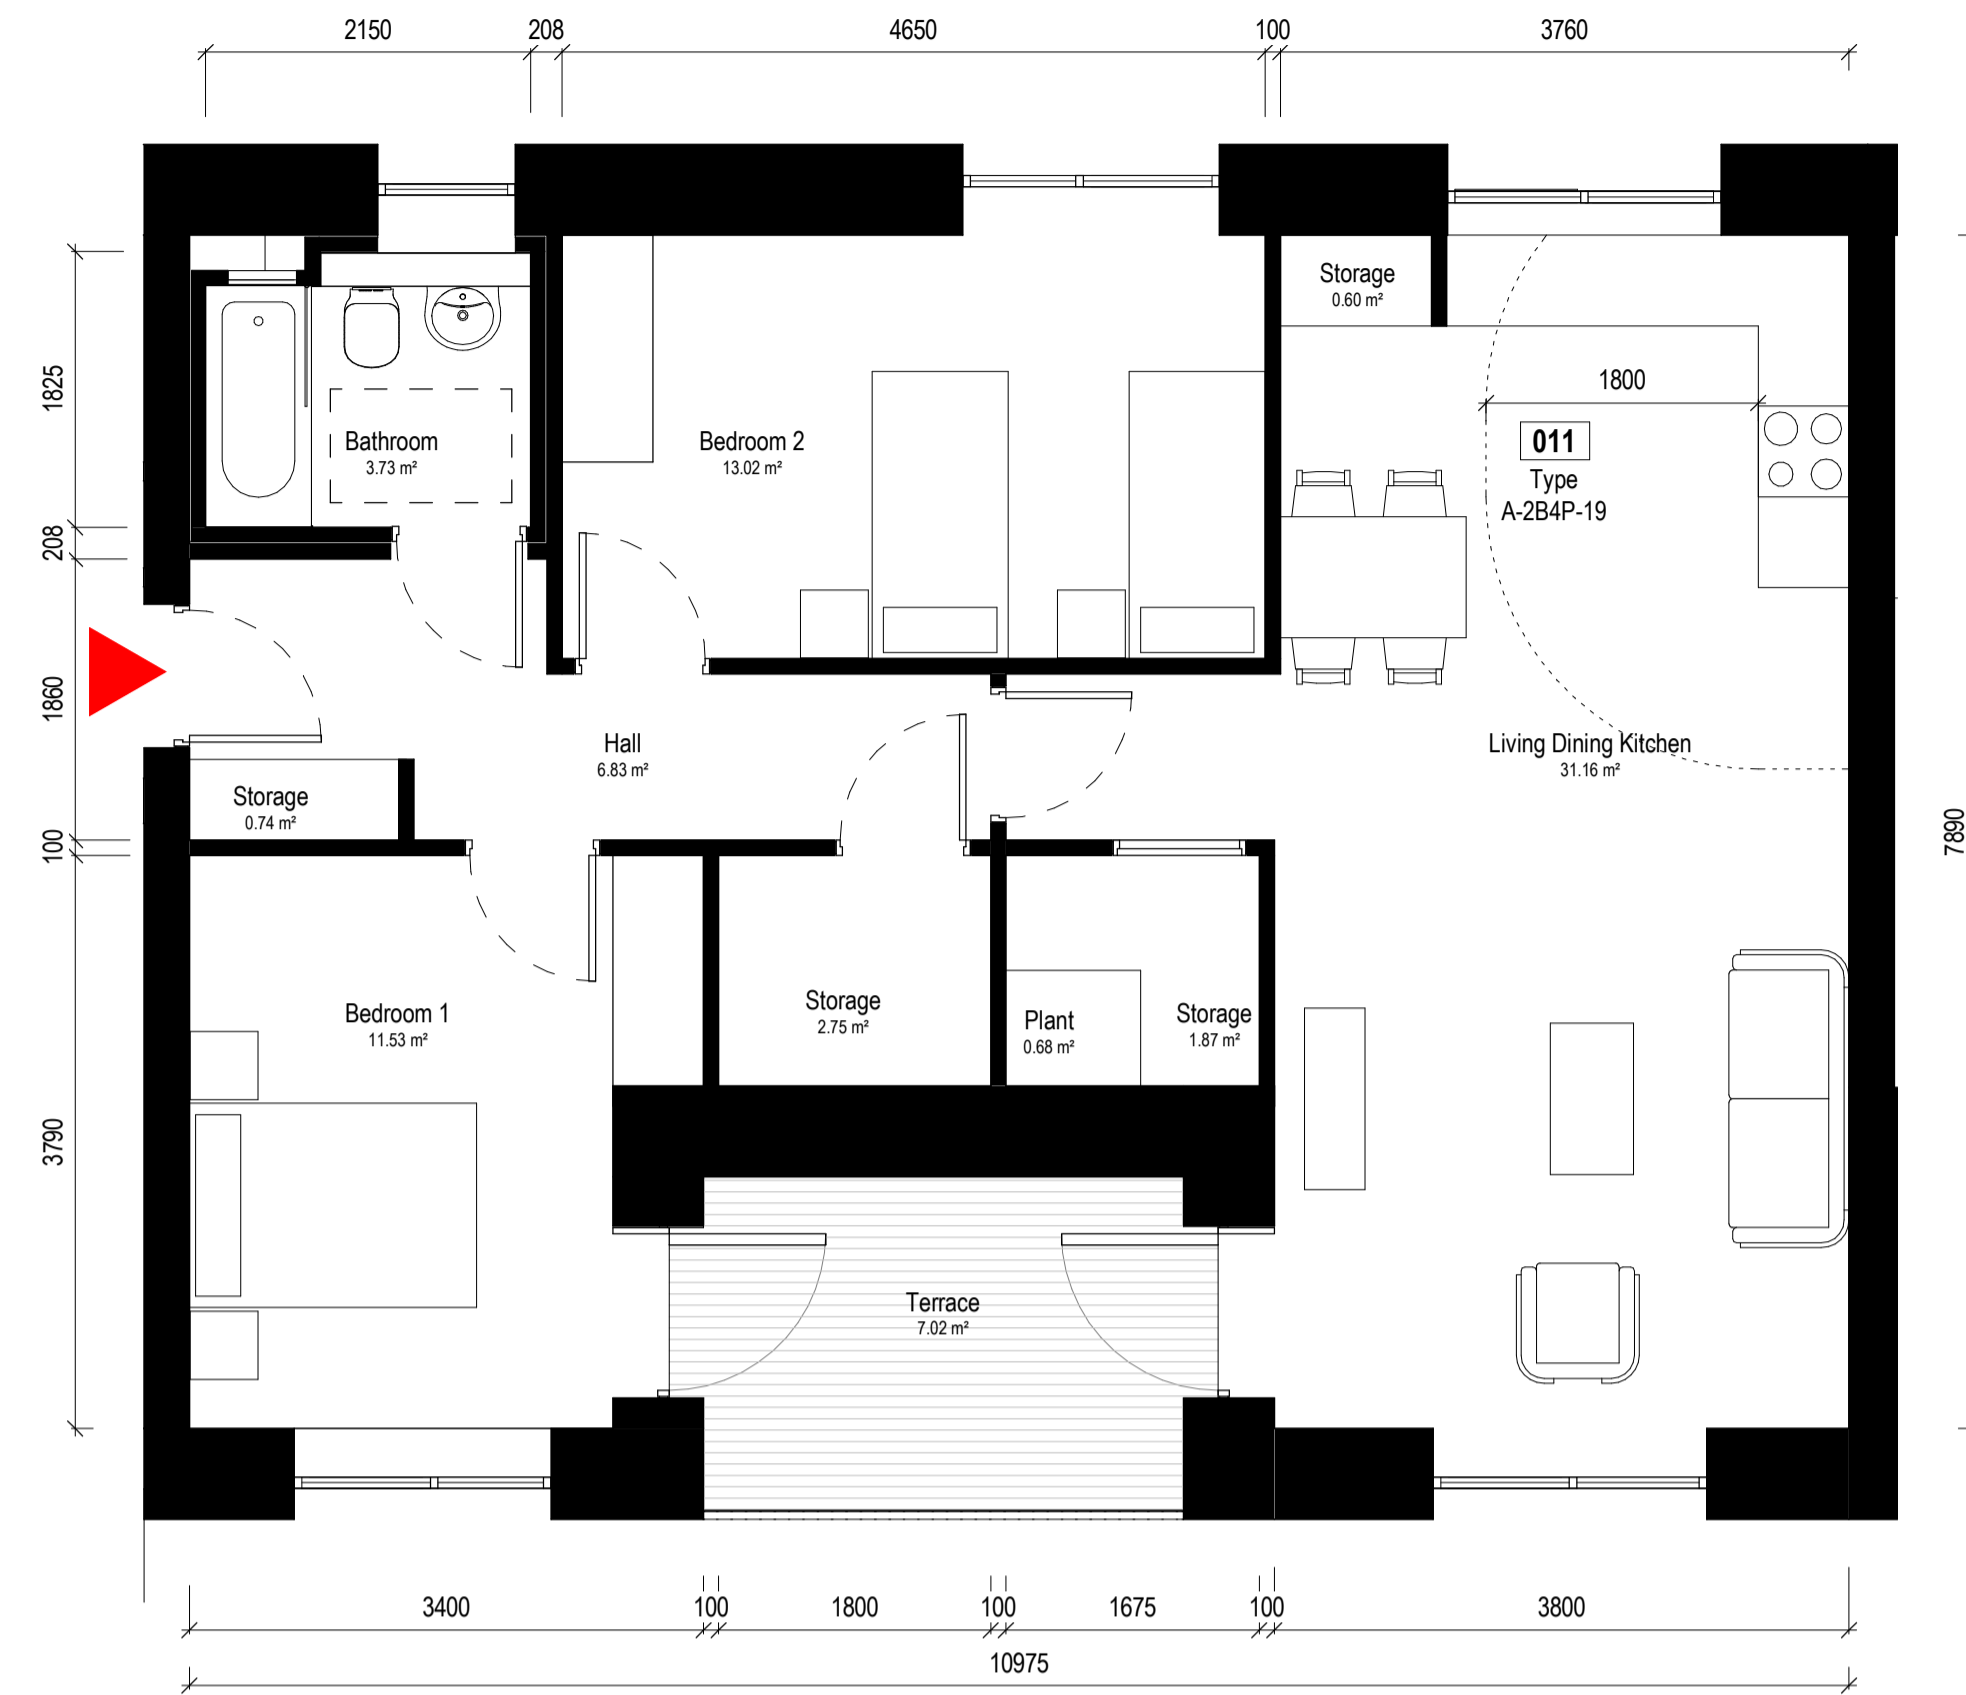 2150 208 4650 100 3760
Storage
0.60 m²
1825
1800
Bathroom
3.73 m²
Bedroom 2
13.02 m²
011
Type
A-2B4P-19
208
1860
Hall
6.83 m²
Living Dining Kitchen
31.16 m²
Storage
0.74 m²
100
7890
Bedroom 1
11.53 m²
Storage
2.75 m²
Plant
0.68 m²
Storage
1.87 m²
3790
Terrace
7.02 m²
3400 100 1800 100 1675 100 3800
10975